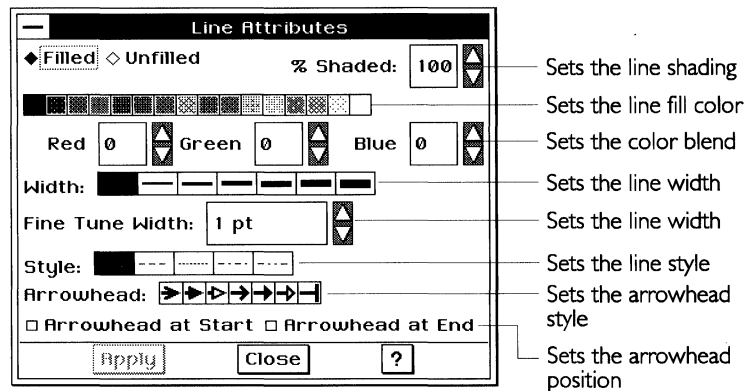 Line Attributes
Filled Unfilled % Shaded: 100 Sets the line shading
Sets the line fill color
Red 0 Green 0 Blue 0 Sets the color blend
Width: Sets the line width
Fine Tune Width: 1 pt Sets the line width
Style: Sets the line style
Arrowhead: Sets the arrowhead
style
Arrowhead at Start Arrowhead at End
Apply Close ? Sets the arrowhead
position